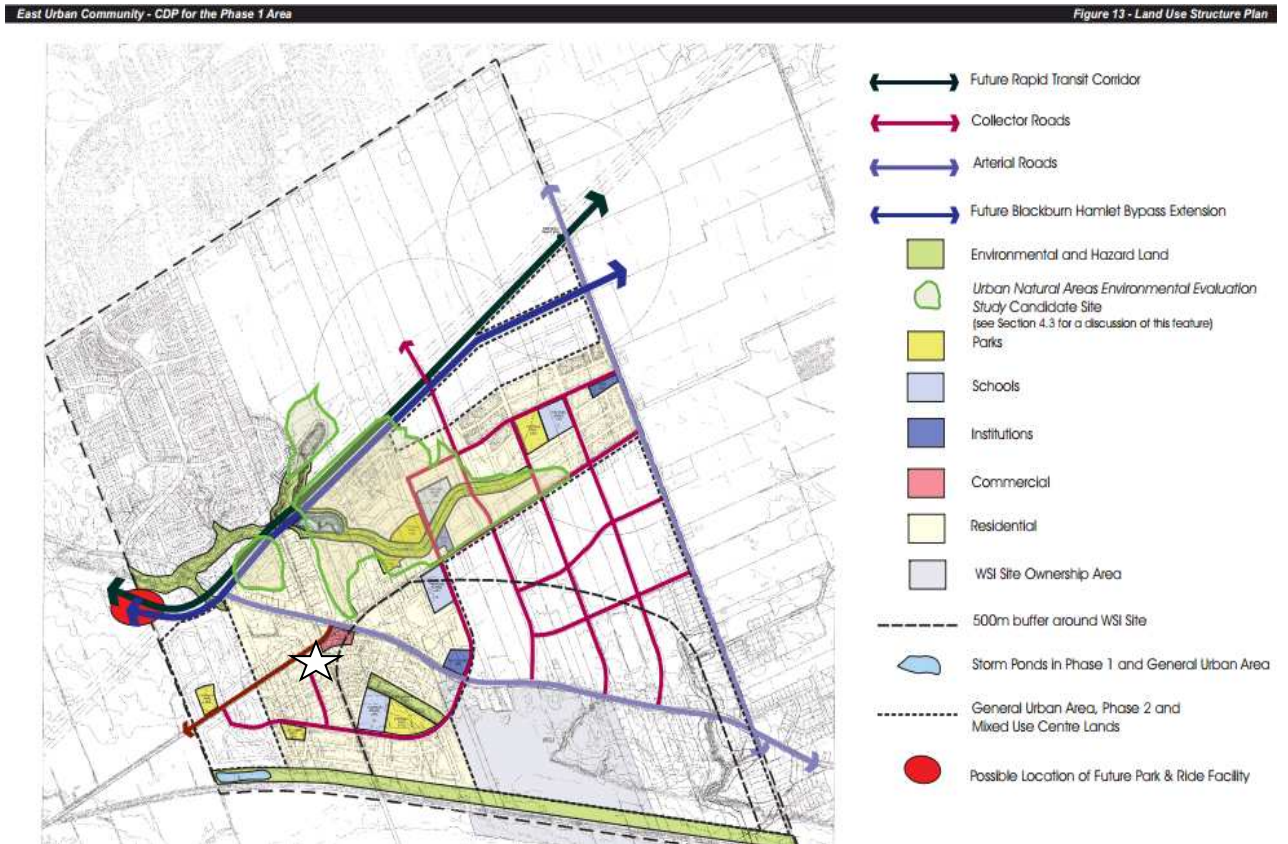 East Urban Community - CDP for the Phase 1 Area
Figure 13 - Land Use Structure Plan
Future Rapid Transit Corridor
Collector Roads
Arterial Roads
Future Blackburn Hamlet Bypass Extension
Environmental and Hazard Land
Urban Natural Areas Environmental Evaluation
Study Candidate Site
(see Section 4.3 for a discussion of this feature)
Parks
Schools
Institutions
Commercial
Residential
WSI Site Ownership Area
500m buffer around WSI Site
Storm Ponds in Phase 1 and General Urban Area
General Urban Area, Phase 2 and
Mixed Use Centre Lands
Possible Location of Future Park & Ride Facility